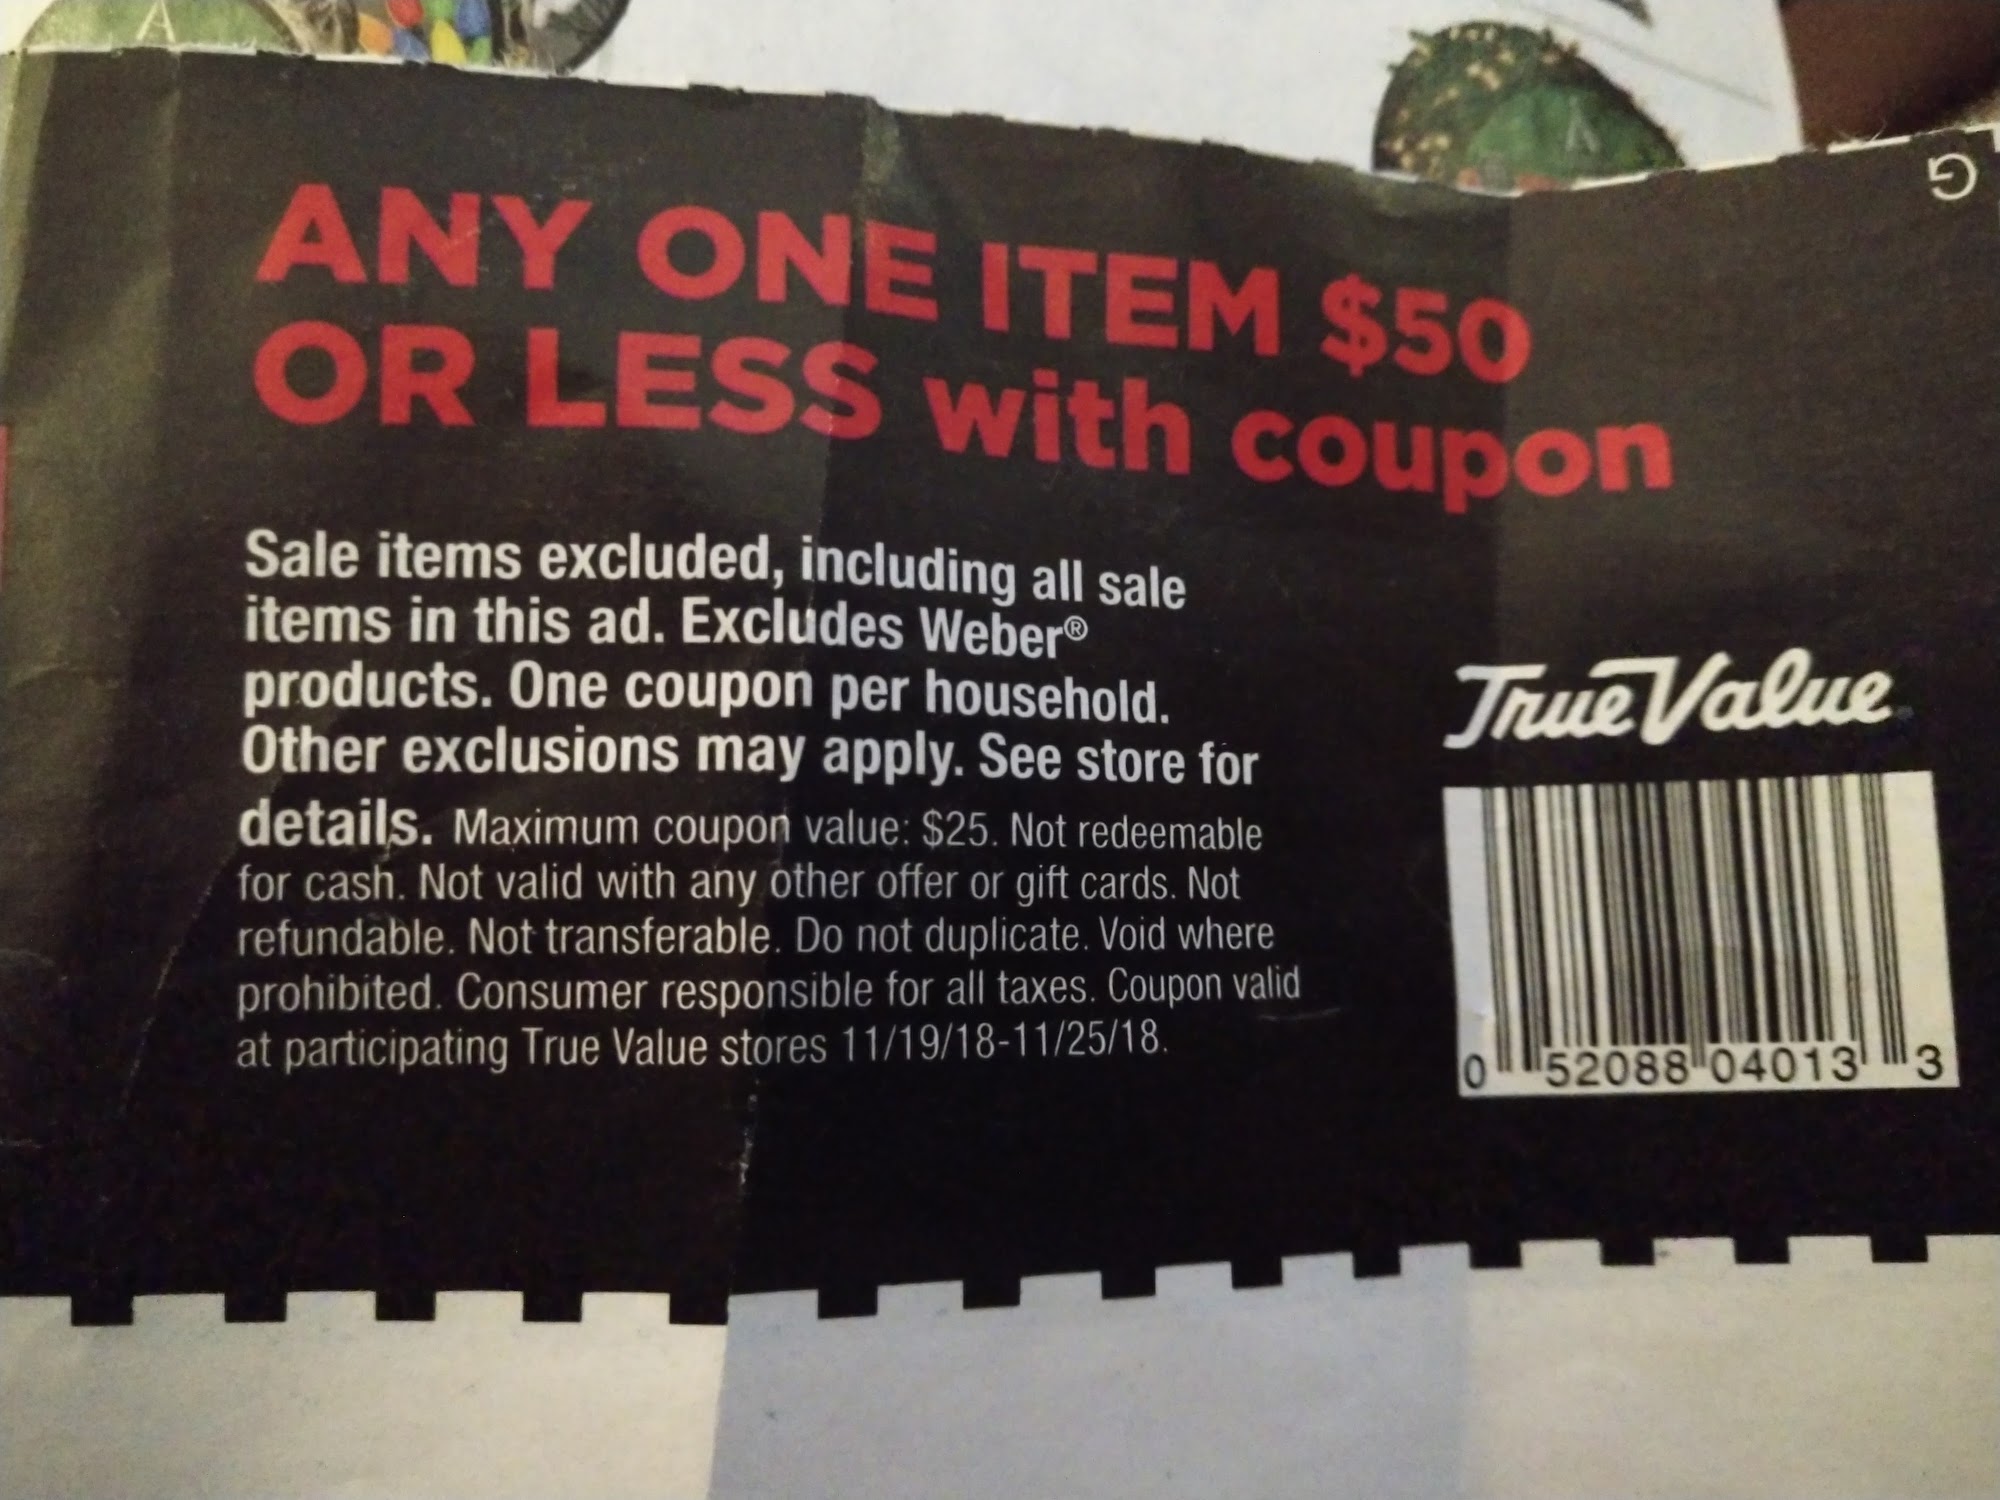 A
A
G
ANY ONE ITEM $50
OR LESS with coupon
Sale items excluded, including all sale
items in this ad. Excludes Weber®
products. One coupon per household.
Other exclusions may apply. See store for
details. Maximum coupon value: $25. Not redeemable
for cash. Not valid with any other offer or gift cards. Not
refundable. Not transferable. Do not duplicate. Void where
prohibited. Consumer responsible for all taxes. Coupon valid
at participating True Value stores 11/19/18-11/25/18.
True Value
0 52088 04013 3